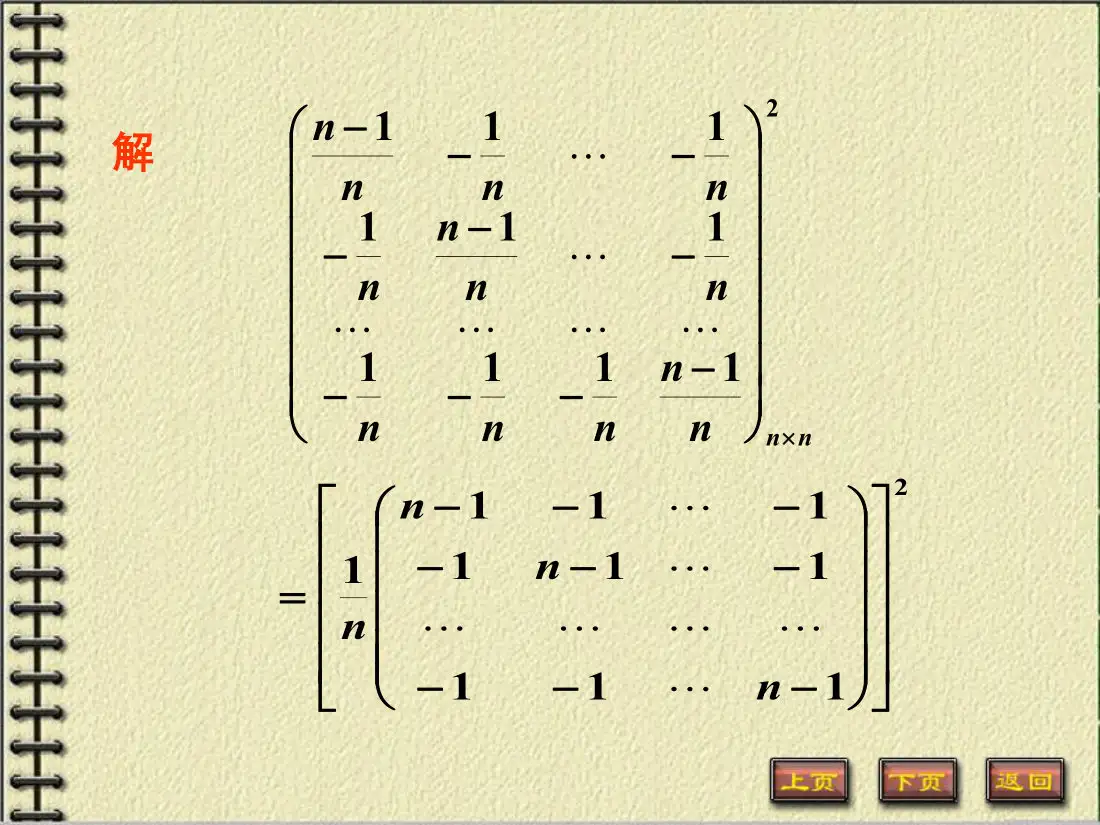 解
( (n−1)/n  −1/n  ⋯  −1/n
−1/n  (n−1)/n  ⋯  −1/n
⋯  ⋯  ⋯  ⋯
−1/n  −1/n  −1/n  (n−1)/n )² n×n
= [ 1/n ( n−1  −1  ⋯  −1
−1  n−1  ⋯  −1
⋯  ⋯  ⋯  ⋯
−1  −1  ⋯  n−1 ) ]²
上页 下页 返回